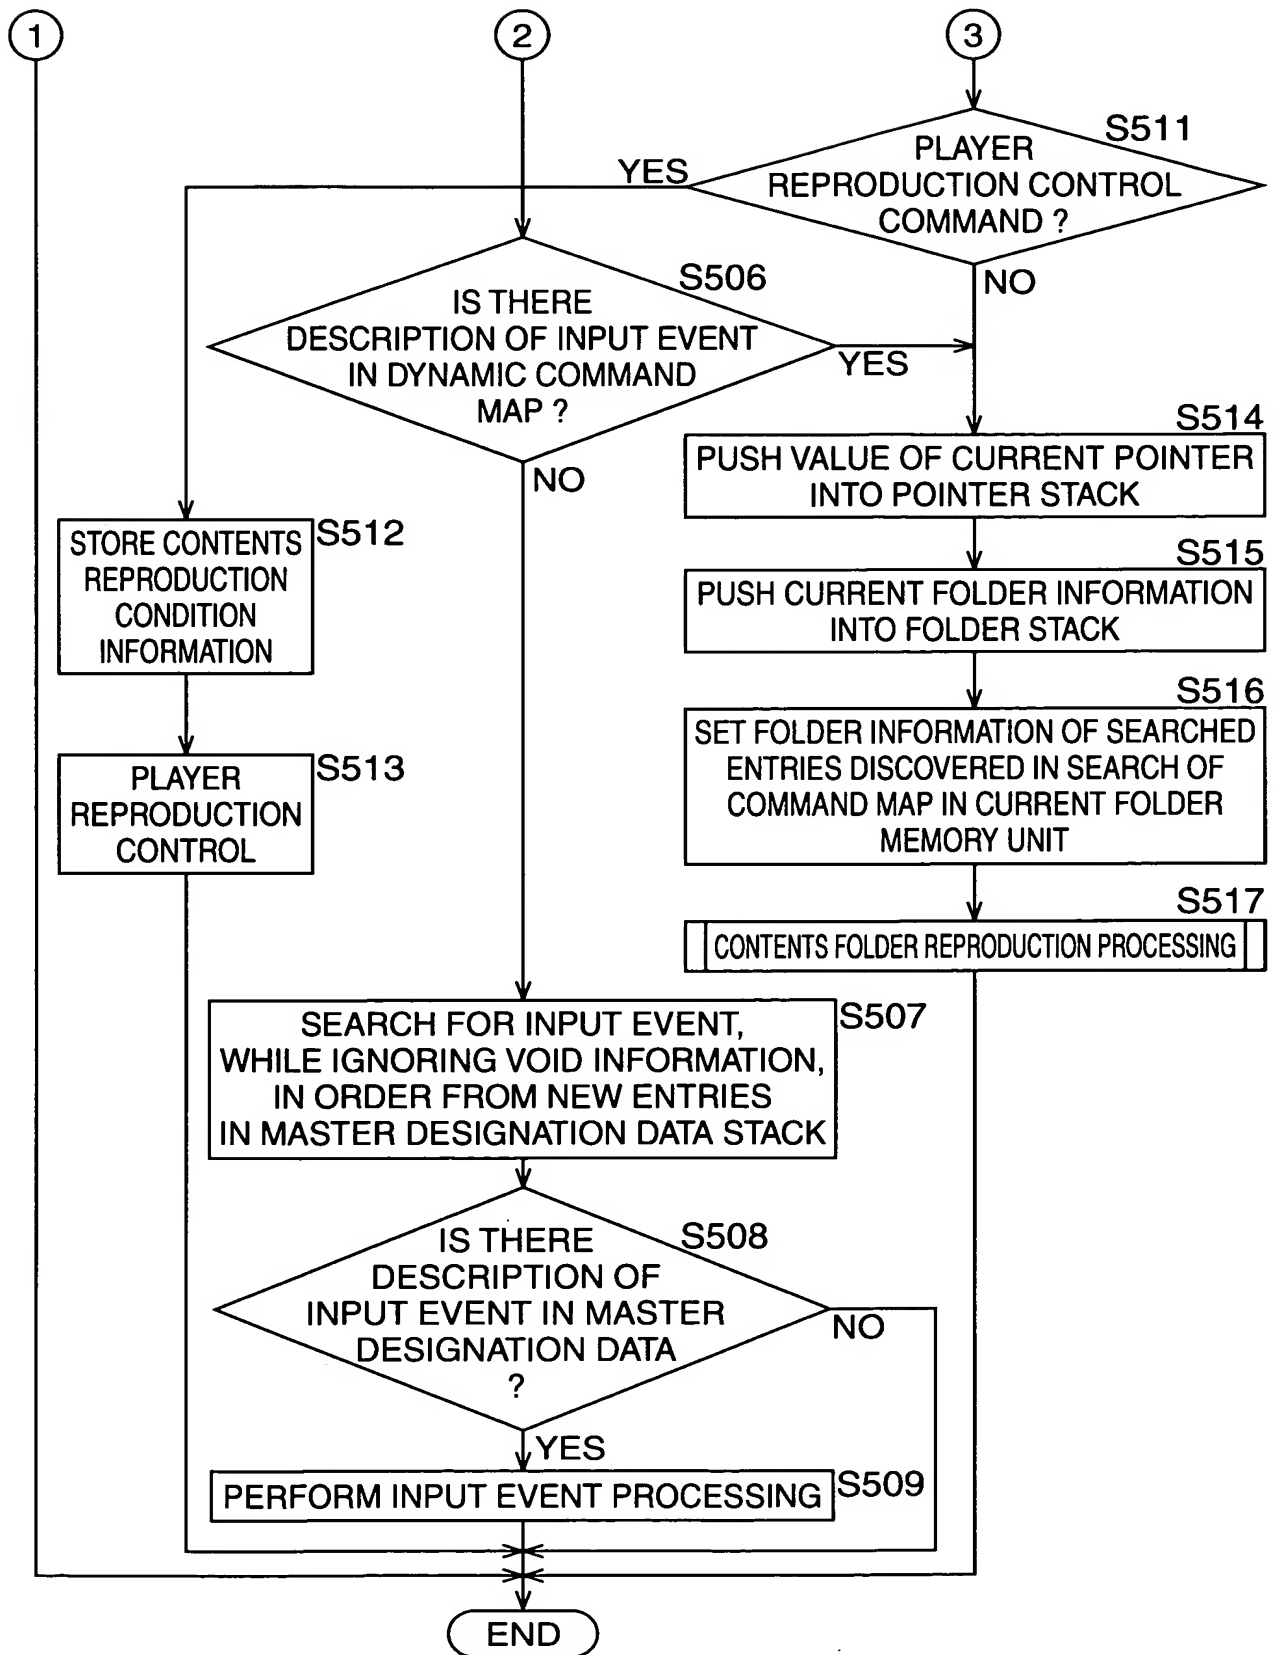 1
2
3
S511
PLAYER
REPRODUCTION CONTROL
COMMAND ?
YES
NO
S506
IS THERE
DESCRIPTION OF INPUT EVENT
IN DYNAMIC COMMAND
MAP ?
YES
NO
S514
PUSH VALUE OF CURRENT POINTER
INTO POINTER STACK
S512
STORE CONTENTS
REPRODUCTION
CONDITION
INFORMATION
S515
PUSH CURRENT FOLDER INFORMATION
INTO FOLDER STACK
S516
SET FOLDER INFORMATION OF SEARCHED
ENTRIES DISCOVERED IN SEARCH OF
COMMAND MAP IN CURRENT FOLDER
MEMORY UNIT
S513
PLAYER
REPRODUCTION
CONTROL
S517
CONTENTS FOLDER REPRODUCTION PROCESSING
S507
SEARCH FOR INPUT EVENT,
WHILE IGNORING VOID INFORMATION,
IN ORDER FROM NEW ENTRIES
IN MASTER DESIGNATION DATA STACK
S508
IS THERE
DESCRIPTION OF
INPUT EVENT IN MASTER
DESIGNATION DATA
?
NO
YES
S509
PERFORM INPUT EVENT PROCESSING
END